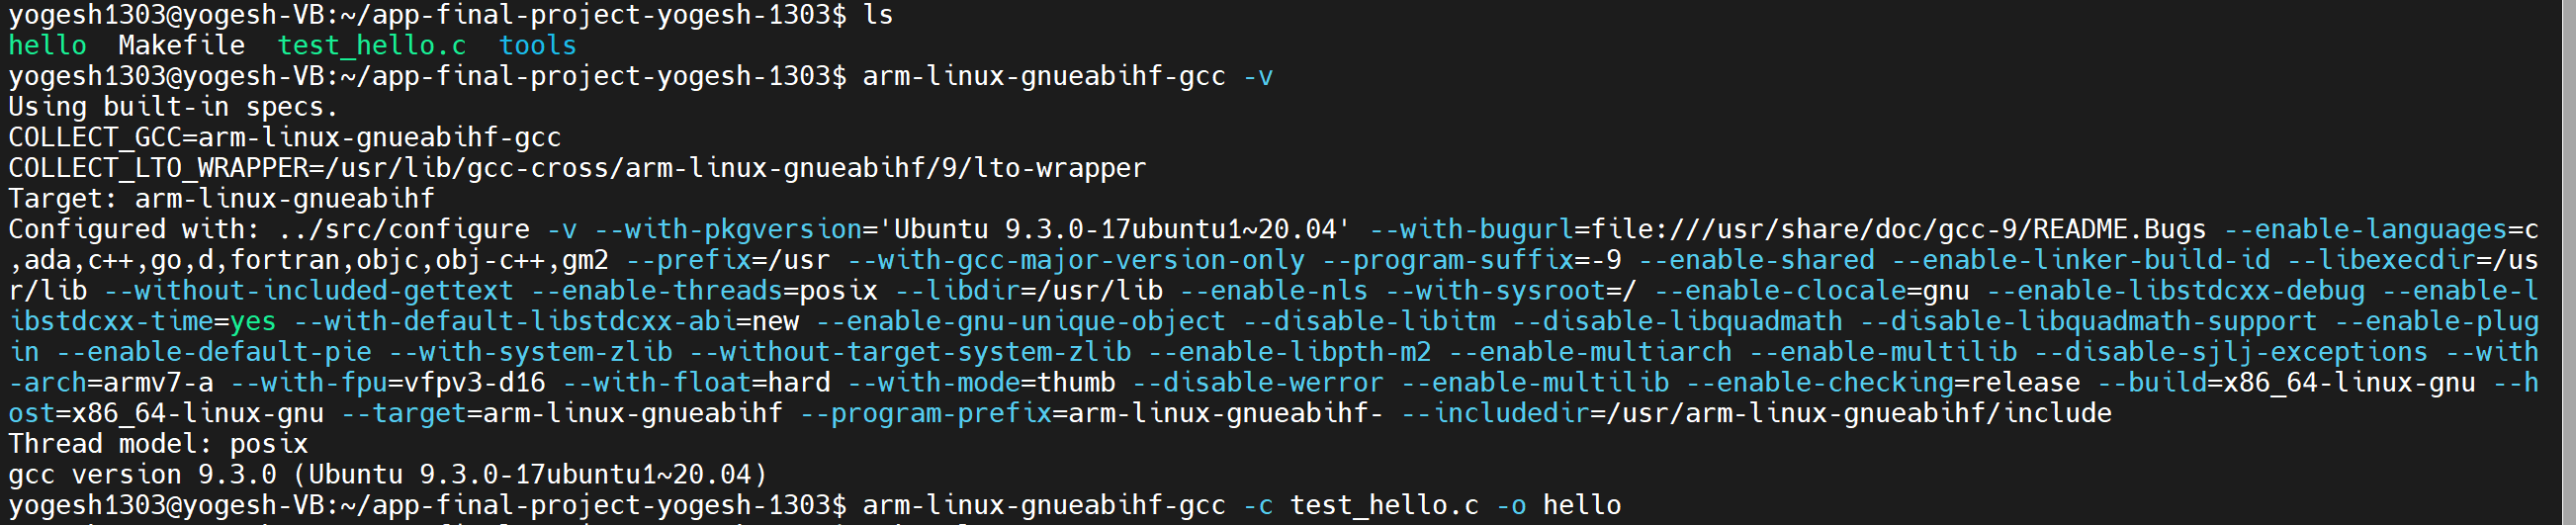 yogesh1303@yogesh-VB:~/app-final-project-yogesh-1303$ ls
hello  Makefile  test_hello.c  tools
yogesh1303@yogesh-VB:~/app-final-project-yogesh-1303$ arm-linux-gnueabihf-gcc -v
Using built-in specs.
COLLECT_GCC=arm-linux-gnueabihf-gcc
COLLECT_LTO_WRAPPER=/usr/lib/gcc-cross/arm-linux-gnueabihf/9/lto-wrapper
Target: arm-linux-gnueabihf
Configured with: ../src/configure -v --with-pkgversion='Ubuntu 9.3.0-17ubuntu1~20.04' --with-bugurl=file:///usr/share/doc/gcc-9/README.Bugs --enable-languages=c
,ada,c++,go,d,fortran,objc,obj-c++,gm2 --prefix=/usr --with-gcc-major-version-only --program-suffix=-9 --enable-shared --enable-linker-build-id --libexecdir=/us
r/lib --without-included-gettext --enable-threads=posix --libdir=/usr/lib --enable-nls --with-sysroot=/ --enable-clocale=gnu --enable-libstdcxx-debug --enable-l
ibstdcxx-time=yes --with-default-libstdcxx-abi=new --enable-gnu-unique-object --disable-libitm --disable-libquadmath --disable-libquadmath-support --enable-plug
in --enable-default-pie --with-system-zlib --without-target-system-zlib --enable-libpth-m2 --enable-multiarch --enable-multilib --disable-sjlj-exceptions --with
-arch=armv7-a --with-fpu=vfpv3-d16 --with-float=hard --with-mode=thumb --disable-werror --enable-multilib --enable-checking=release --build=x86_64-linux-gnu --h
ost=x86_64-linux-gnu --target=arm-linux-gnueabihf --program-prefix=arm-linux-gnueabihf- --includedir=/usr/arm-linux-gnueabihf/include
Thread model: posix
gcc version 9.3.0 (Ubuntu 9.3.0-17ubuntu1~20.04)
yogesh1303@yogesh-VB:~/app-final-project-yogesh-1303$ arm-linux-gnueabihf-gcc -c test_hello.c -o hello